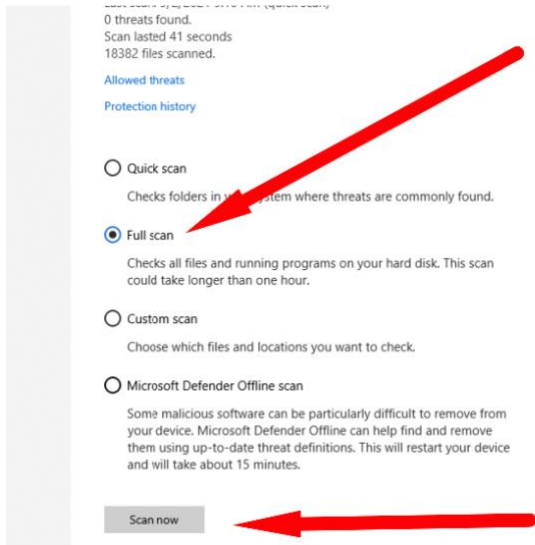 0 threats found.
Scan lasted 41 seconds
18382 files scanned.
Allowed threats
Protection history
Quick scan
Checks folders in system where threats are commonly found.
Full scan
Checks all files and running programs on your hard disk. This scan
could take longer than one hour.
Custom scan
Choose which files and locations you want to check.
Microsoft Defender Offline scan
Some malicious software can be particularly difficult to remove from
your device. Microsoft Defender Offline can help find and remove
them using up-to-date threat definitions. This will restart your device
and will take about 15 minutes.
Scan now